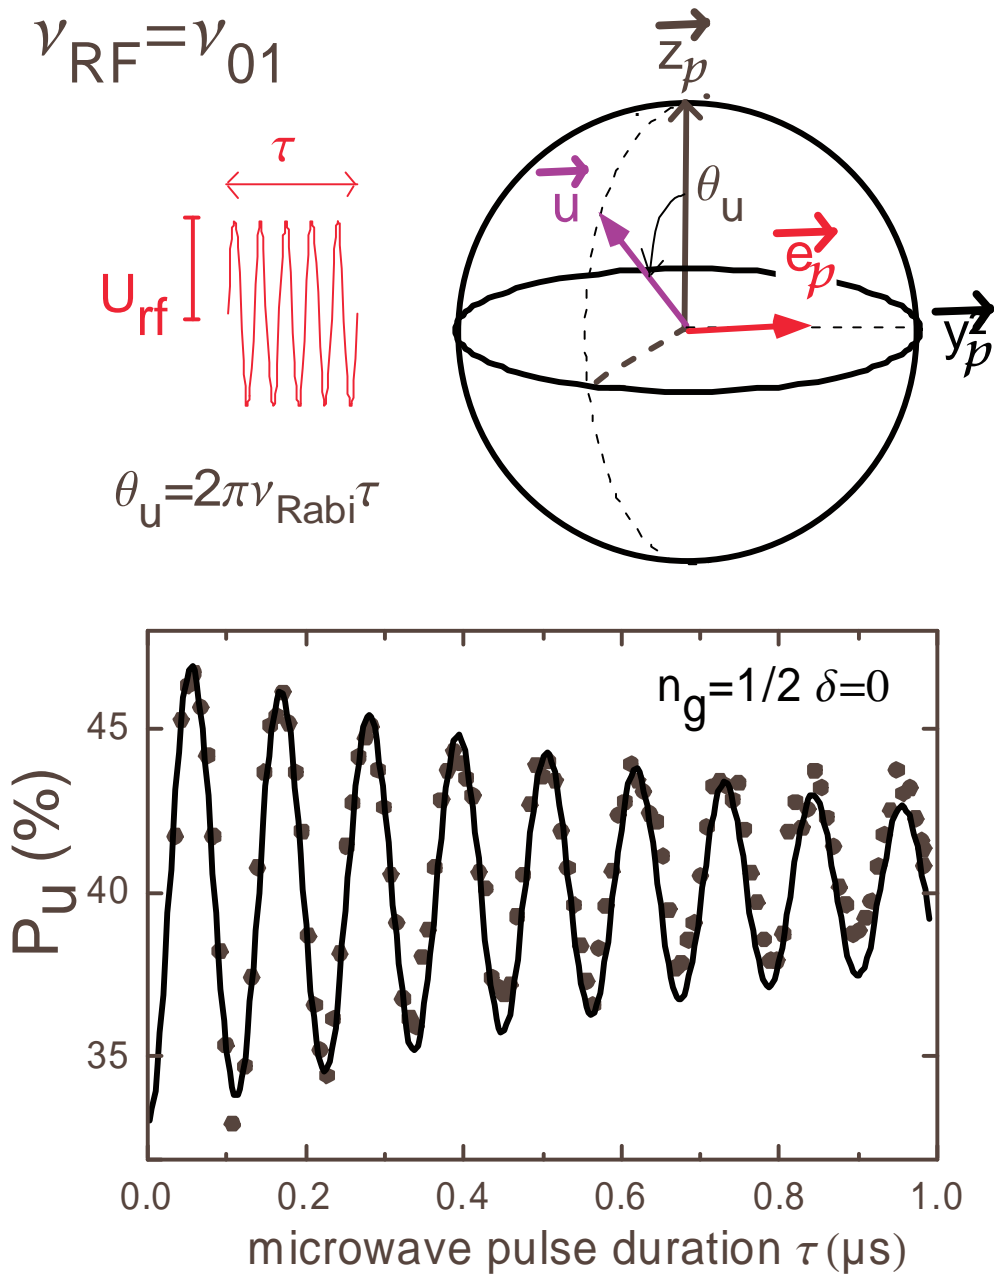 ν_RF=ν_01
z_p
τ
u
θ_u
e_p
U_rf
y_p^z
θ_u=2πν_Rabi τ
n_g=1/2 δ=0
45
40
35
P_u (%)
0.0 0.2 0.4 0.6 0.8 1.0
microwave pulse duration τ (μs)